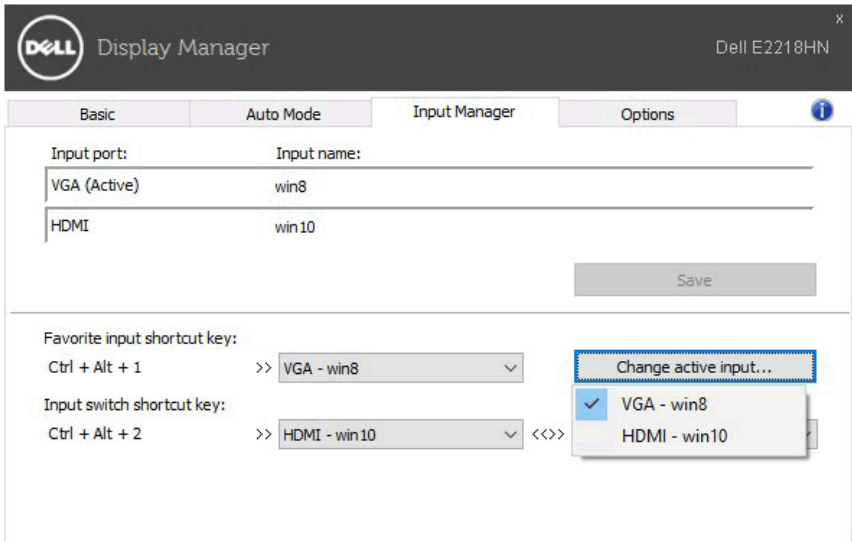 x
DELL Display Manager Dell E2218HN
Basic Auto Mode Input Manager Options i
Input port: Input name:
VGA (Active) win8
HDMI win10
Save
Favorite input shortcut key:
Ctrl + Alt + 1 >> VGA - win8 Change active input...
Input switch shortcut key: VGA - win8
Ctrl + Alt + 2 >> HDMI - win10 <<>> HDMI - win10